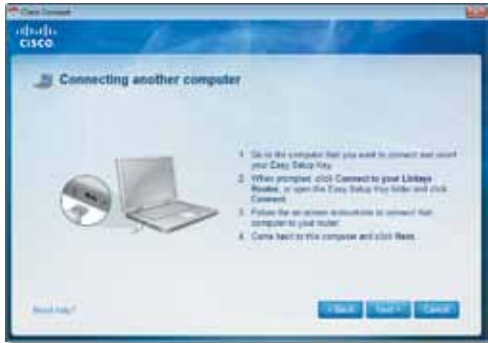 Cisco Connect
CISCO
Connecting another computer
1. Go to the computer that you want to connect and insert
your Easy Setup Key.
2. When prompted, click Connect to your Linksys
Router, or open the Easy Setup Key folder and click
Connect.
3. Follow the on-screen instructions to connect that
computer to your router.
4. Come back to this computer and click Next.
Need help?
< Back
Next >
Cancel